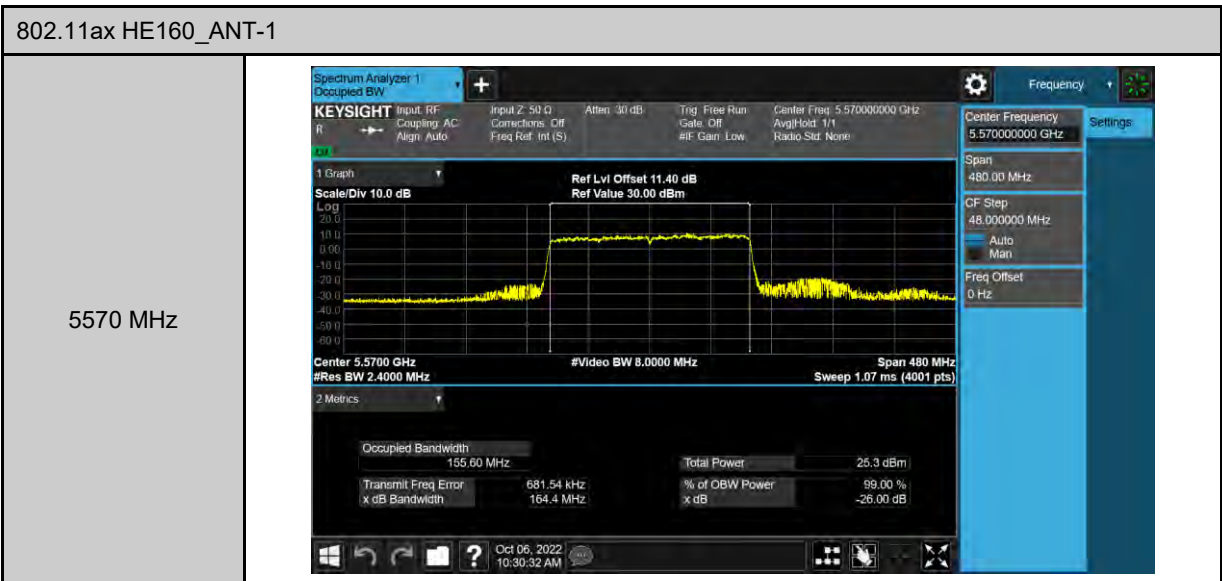 802.11ax HE160_ANT-1
5570 MHz
Spectrum Analyzer 1
Occupied BW
Frequency
KEYSIGHT
R
Input: RF
Coupling: AC
Align: Auto
Input Z: 50 Ω
Corrections: Off
Freq Ref: Int (S)
Atten: 30 dB
Trig: Free Run
Gate: Off
#IF Gain: Low
Center Freq: 5.570000000 GHz
Avg|Hold: 1/1
Radio Std: None
1 Graph
Scale/Div 10.0 dB
Ref Lvl Offset 11.40 dB
Ref Value 30.00 dBm
Log
20.0
10.0
0.00
-10.0
-20.0
-30.0
-40.0
-50.0
-60.0
Center 5.5700 GHz
#Res BW 2.4000 MHz
#Video BW 8.0000 MHz
Span 480 MHz
Sweep 1.07 ms (4001 pts)
2 Metrics
Occupied Bandwidth
155.60 MHz
Total Power 25.3 dBm
Transmit Freq Error 681.54 kHz
% of OBW Power 99.00 %
x dB Bandwidth 164.4 MHz
x dB -26.00 dB
Center Frequency
5.570000000 GHz
Settings
Span
480.00 MHz
CF Step
48.000000 MHz
Auto
Man
Freq Offset
0 Hz
?
Oct 06, 2022
10:30:32 AM